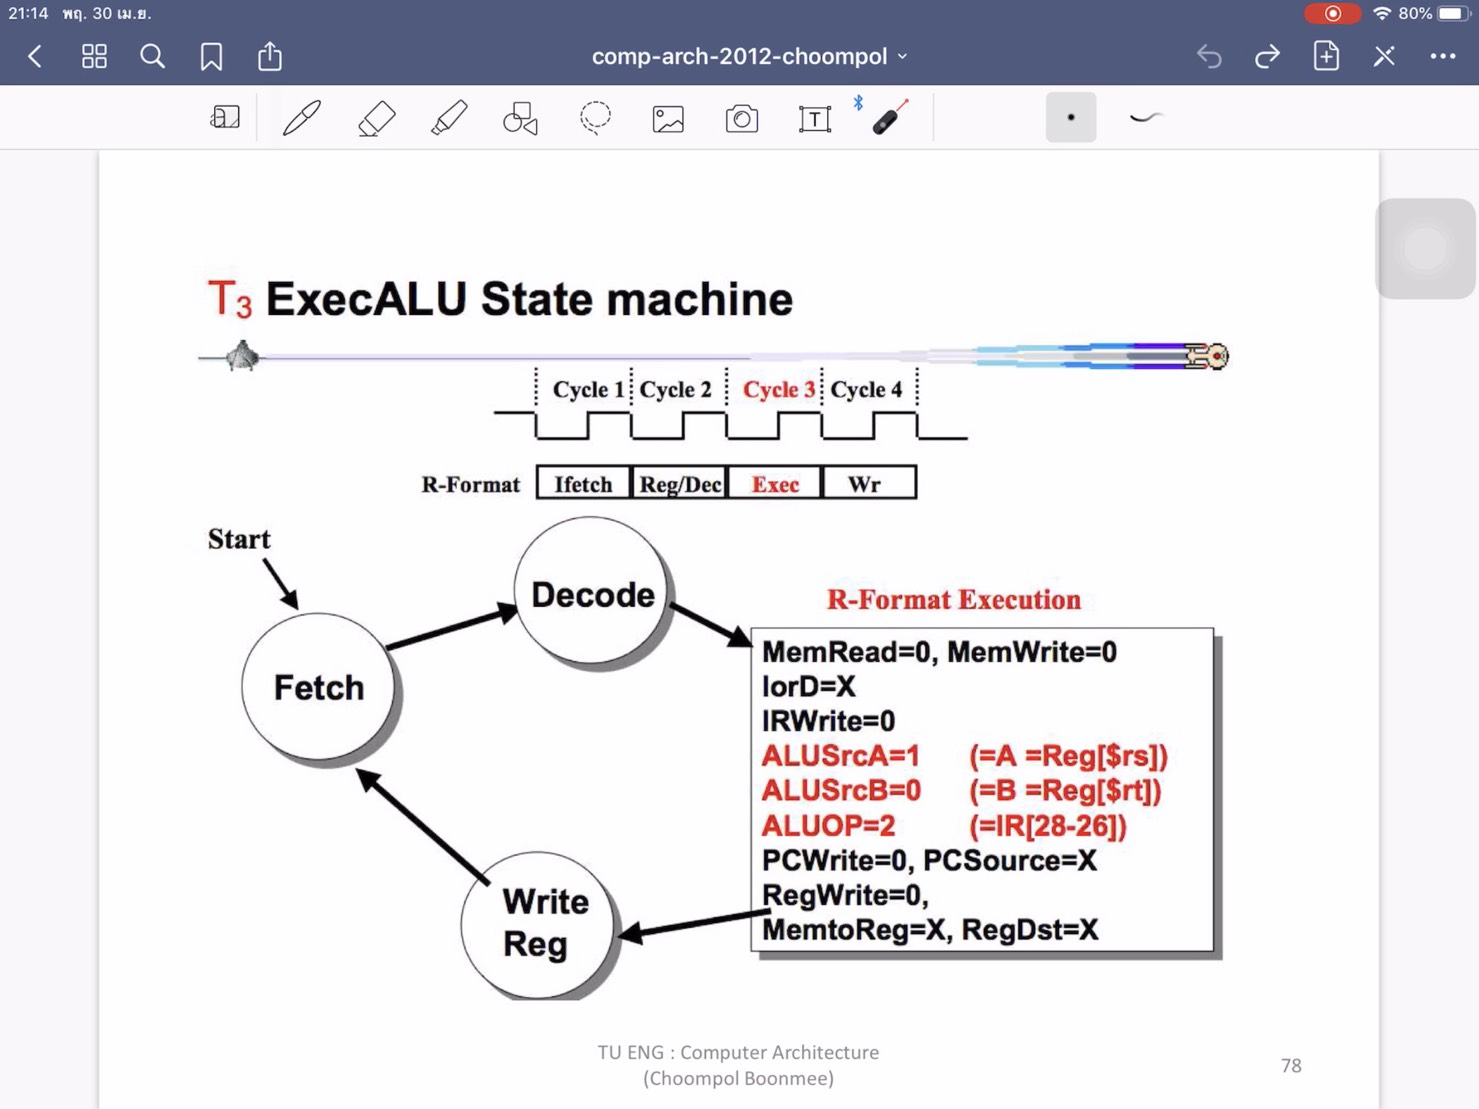 21:14 พฤ. 30 เม.ย.
80%
comp-arch-2012-choompol
T3 ExecALU State machine
Cycle 1 Cycle 2 Cycle 3 Cycle 4
R-Format Ifetch Reg/Dec Exec Wr
Start
Decode
Fetch
R-Format Execution
MemRead=0, MemWrite=0
IorD=X
IRWrite=0
ALUSrcA=1 (=A =Reg[$rs])
ALUSrcB=0 (=B =Reg[$rt])
ALUOP=2 (=IR[28-26])
PCWrite=0, PCSource=X
RegWrite=0,
MemtoReg=X, RegDst=X
Write
Reg
TU ENG : Computer Architecture
(Choompol Boonmee)
78